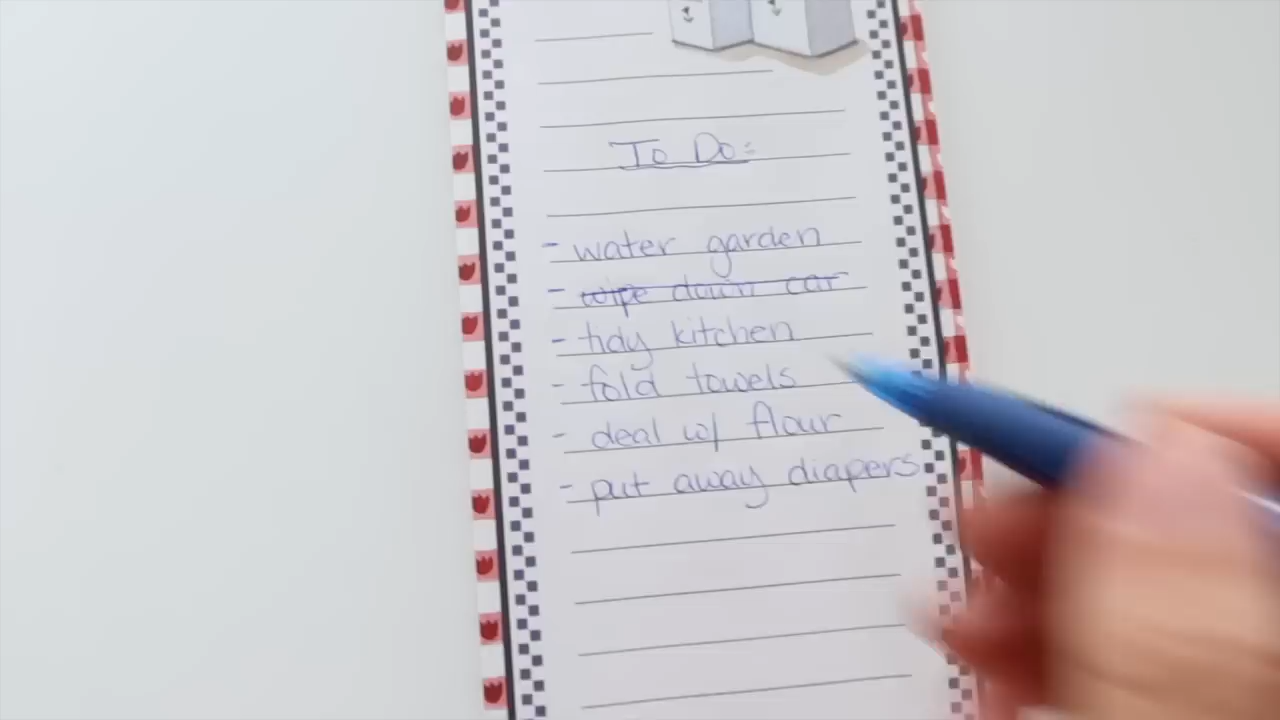 To Do:
- water garden
- wipe down car
- tidy kitchen
- fold towels
- deal w/ flour
- put away diapers